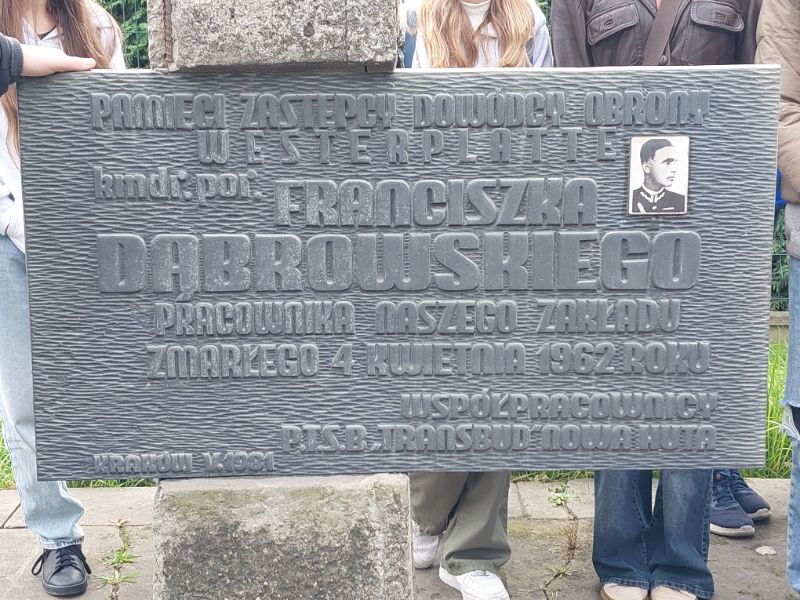 PAMIĘCI ZASTĘPCY DOWÓDCY OBRONY
WESTERPLATTE
kmdr. por. FRANCISZKA
DĄBROWSKIEGO
PRACOWNIKA NASZEGO ZAKŁADU
ZMARŁEGO 4 KWIETNIA 1962 ROKU
WSPÓŁPRACOWNICY
P.T.S.B. „TRANSBUD” NOWA HUTA
KRAKÓW V.1981